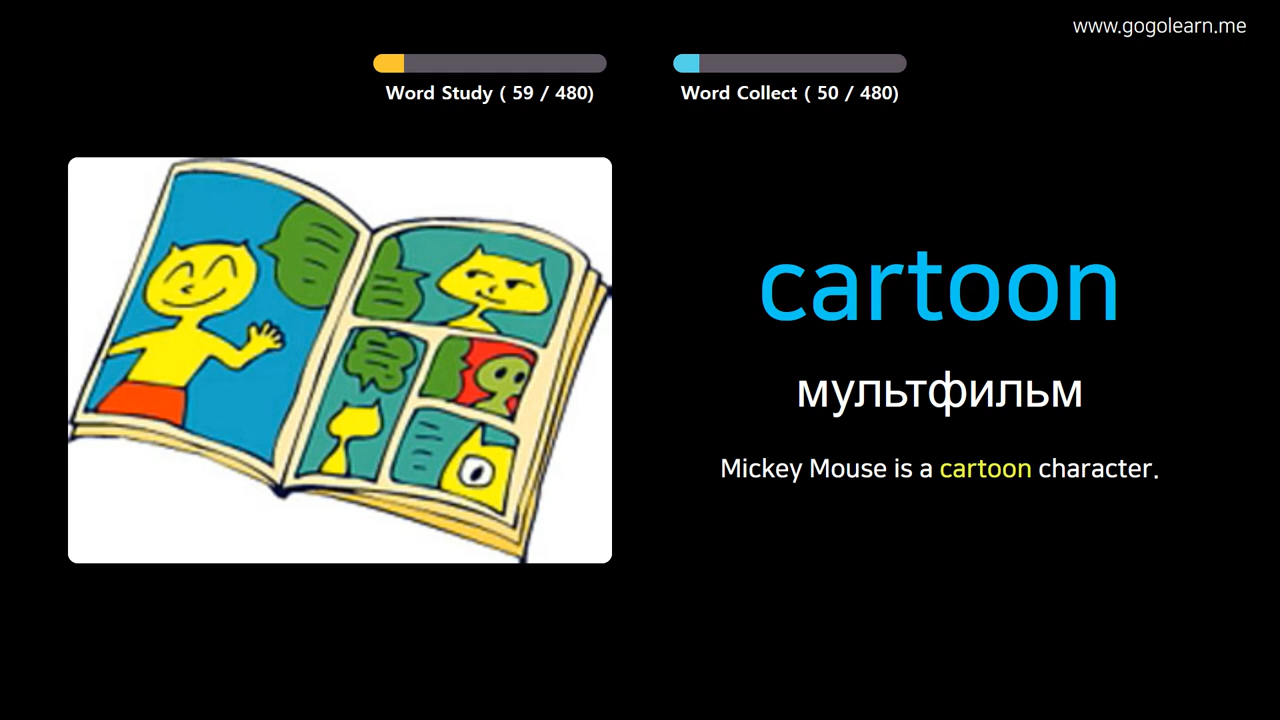 www.gogolearn.me
Word Study ( 59 / 480)
Word Collect ( 50 / 480)
cartoon
мультфильм
Mickey Mouse is a cartoon character.